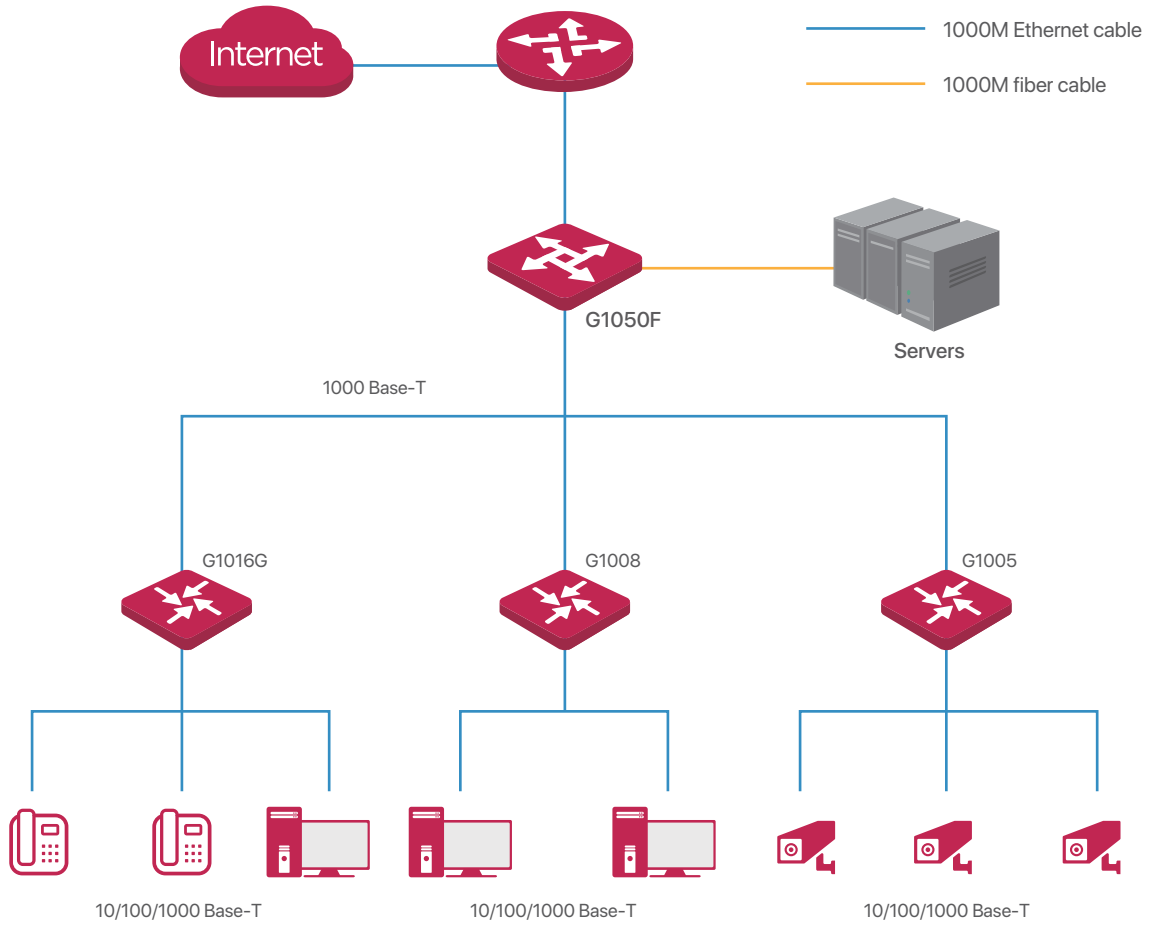 Internet
1000M Ethernet cable
1000M fiber cable
G1050F
Servers
1000 Base-T
G1016G
G1008
G1005
10/100/1000 Base-T
10/100/1000 Base-T
10/100/1000 Base-T